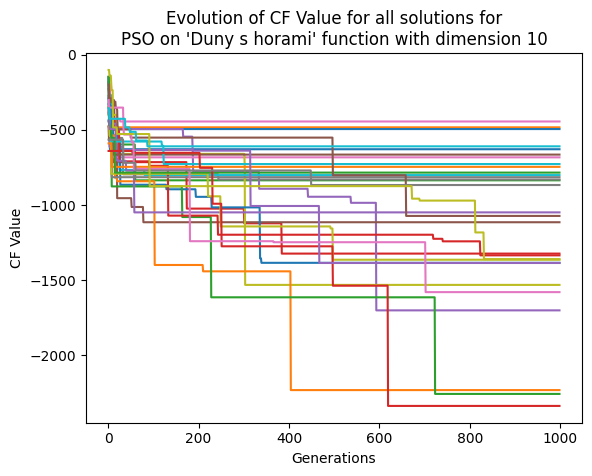 Evolution of CF Value for all solutions for
PSO on 'Duny s horami' function with dimension 10
CF Value
0
−500
−1000
−1500
−2000
0 200 400 600 800 1000
Generations